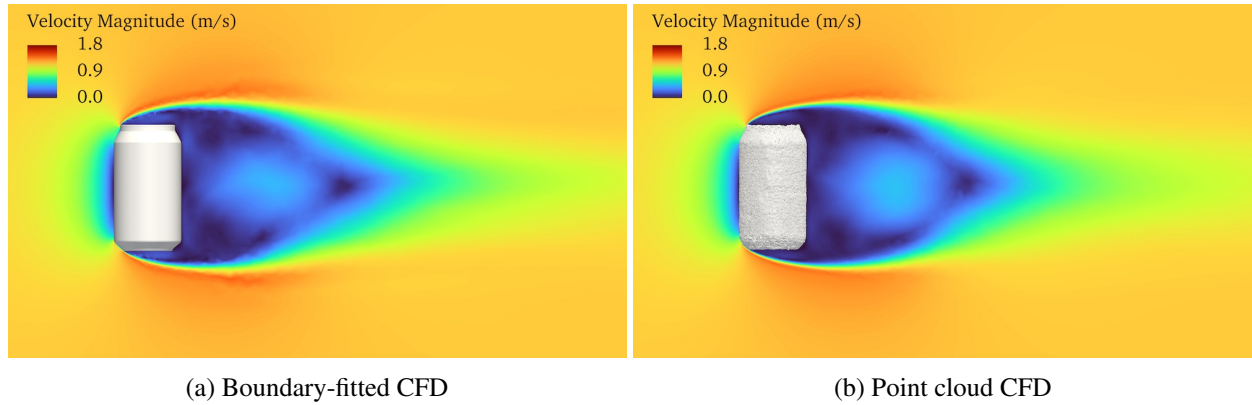 Velocity Magnitude (m/s)
1.8
0.9
0.0
Velocity Magnitude (m/s)
1.8
0.9
0.0
(a) Boundary-fitted CFD
(b) Point cloud CFD